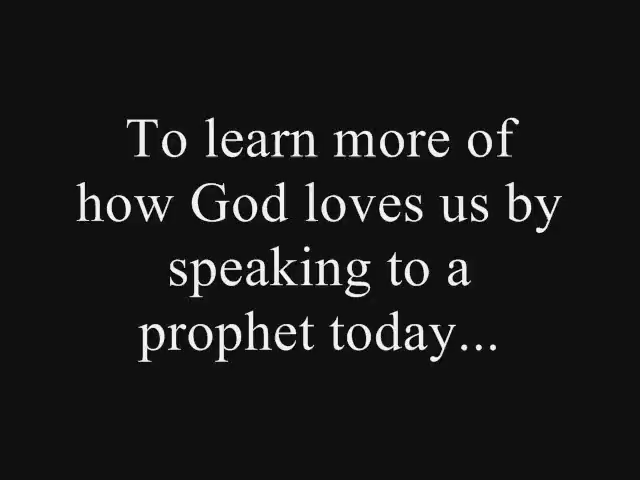 To learn more of
how God loves us by
speaking to a
prophet today...